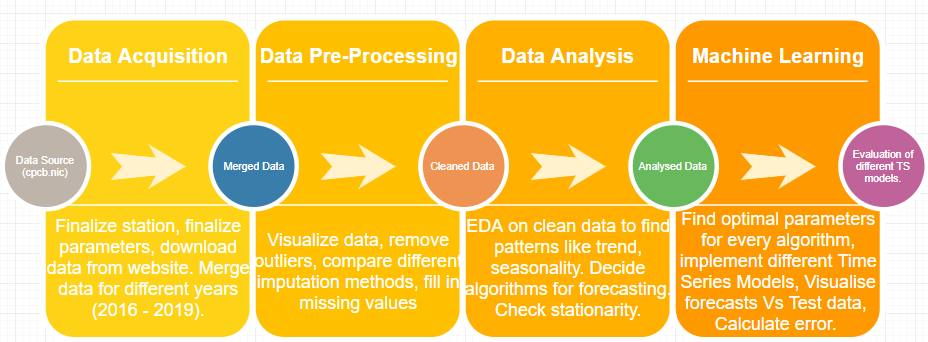 Data Acquisition
Data Pre-Processing
Data Analysis
Machine Learning
Data Source
(cpcb.nic)
Merged Data
Cleaned Data
Analysed Data
Evaluation of
different TS
models.
Finalize station, finalize
parameters, download
data from website. Merge
data for different years
(2016 - 2019).
Visualize data, remove
outliers, compare different
imputation methods, fill in
missing values
EDA on clean data to find
patterns like trend,
seasonality. Decide
algorithms for forecasting.
Check stationarity.
Find optimal parameters
for every algorithm,
implement different Time
Series Models, Visualise
forecasts Vs Test data,
Calculate error.